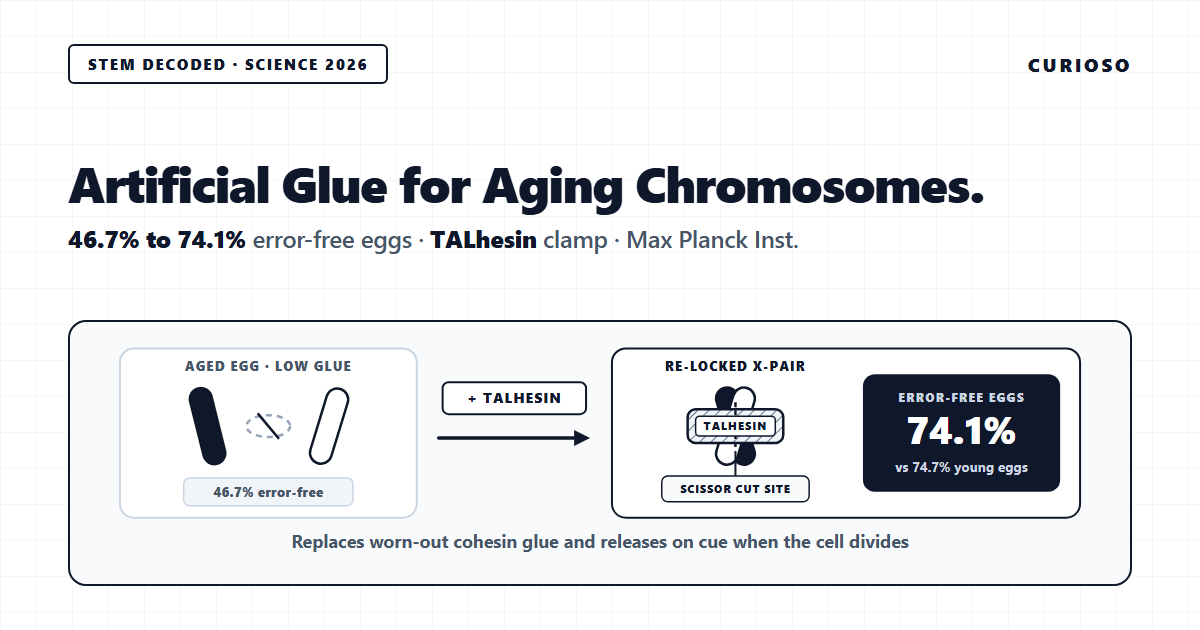 STEM DECODED · SCIENCE 2026
CURIOSO
Artificial Glue for Aging Chromosomes.
46.7% to 74.1% error-free eggs · TALhesin clamp · Max Planck Inst.
AGED EGG · LOW GLUE
46.7% error-free
+ TALHESIN
RE-LOCKED X-PAIR
TALHESIN
SCISSOR CUT SITE
ERROR-FREE EGGS
74.1%
vs 74.7% young eggs
Replaces worn-out cohesin glue and releases on cue when the cell divides